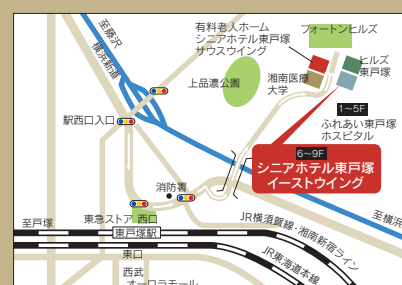 至藤沢
横浜新道
有料老人ホーム
シニアホテル東戸塚
サウスウイング
フォートンヒルズ
上品濃公園
湘南医療
大学
ヒルズ
東戸塚
1〜5F
ふれあい東戸塚
ホスピタル
駅西口入口
6〜9F
シニアホテル東戸塚
イーストウイング
消防署
至戸塚
東急ストア
西口
東戸塚駅
東口
JR横須賀線・湘南新宿ライン
至横浜
JR東海道本線
西武
オーロラモール